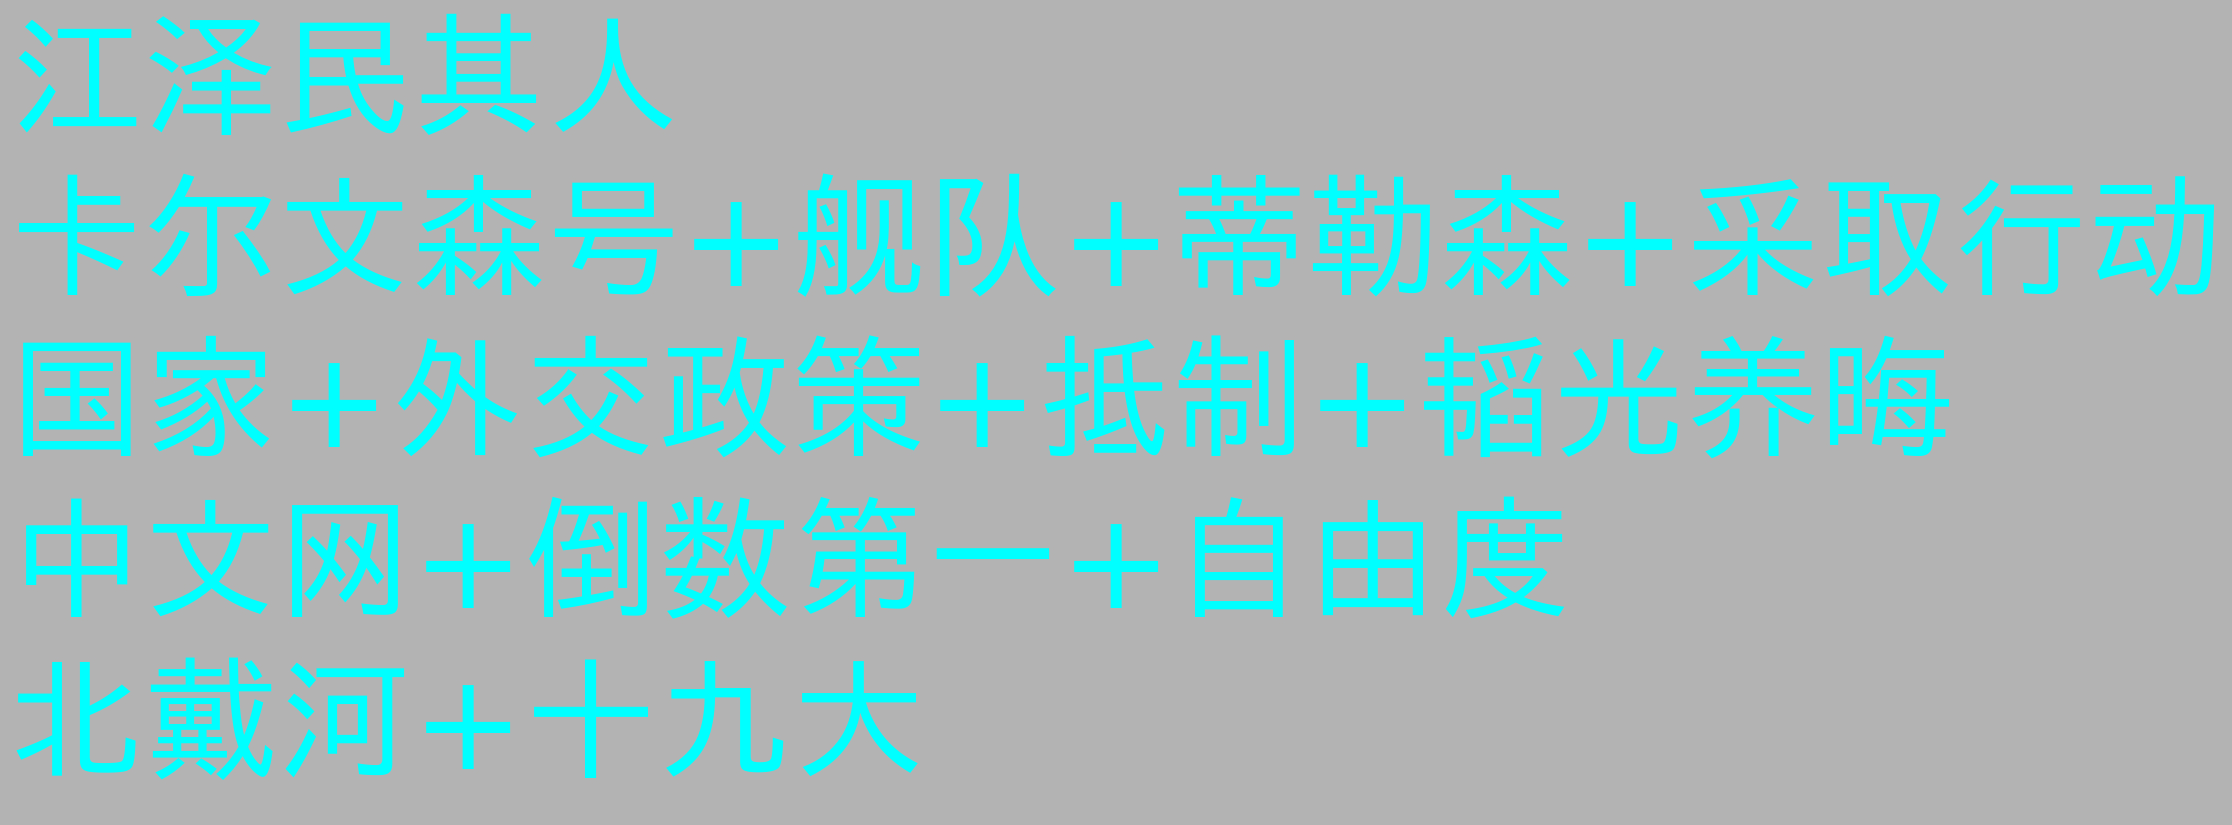 江泽民其人
卡尔文森号+舰队+蒂勒森+采取行动
国家+外交政策+抵制+韬光养晦
中文网+倒数第一+自由度
北戴河+十九大